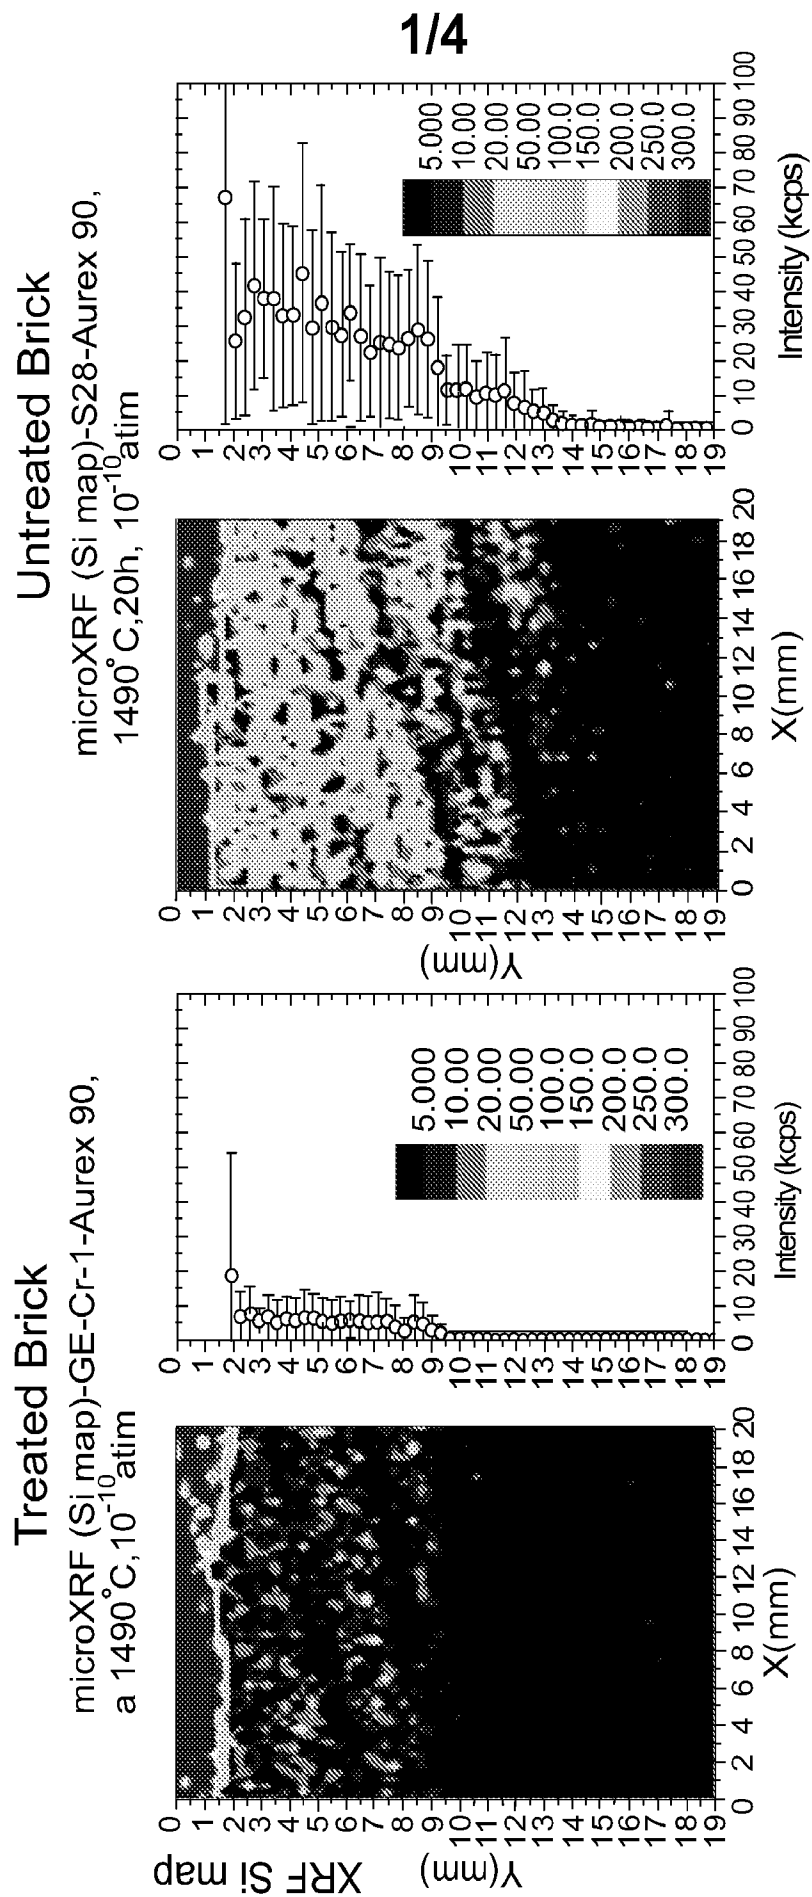 1/4
Treated Brick
microXRF (Si map)-GE-Cr-1-Aurex 90,
a 1490°C,10⁻¹⁰atim
XRF Si map
Y(mm)
0 1 2 3 4 5 6 7 8 9 10 11 12 13 14 15 16 17 18 19
0 2 4 6 8 10 12 14 16 18 20
X(mm)
0 1 2 3 4 5 6 7 8 9 10 11 12 13 14 15 16 17 18 19
5.000
10.00
20.00
50.00
100.0
150.0
200.0
250.0
300.0
0 10 20 30 40 50 60 70 80 90 100
Intensity (kcps)
Untreated Brick
microXRF (Si map)-S28-Aurex 90,
1490°C,20h, 10⁻¹⁰atim
Y(mm)
0 1 2 3 4 5 6 7 8 9 10 11 12 13 14 15 16 17 18 19
0 2 4 6 8 10 12 14 16 18 20
X(mm)
0 1 2 3 4 5 6 7 8 9 10 11 12 13 14 15 16 17 18 19
5.000
10.00
20.00
50.00
100.0
150.0
200.0
250.0
300.0
0 10 20 30 40 50 60 70 80 90 100
Intensity (kcps)